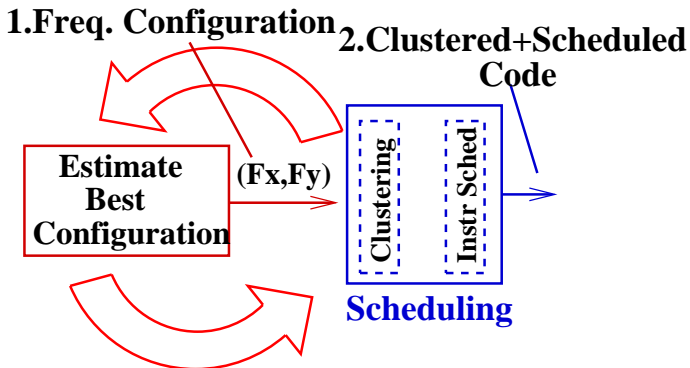 1.Freq. Configuration
2.Clustered+Scheduled
Code
Estimate
Best
Configuration
(Fx,Fy)
Clustering
Instr Sched
Scheduling